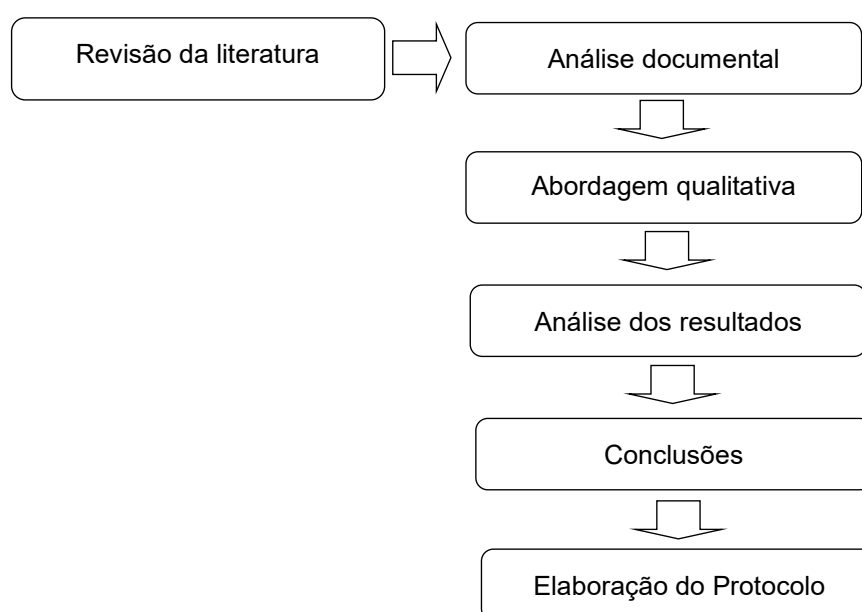 Revisão da literatura
Análise documental
Abordagem qualitativa
Análise dos resultados
Conclusões
Elaboração do Protocolo